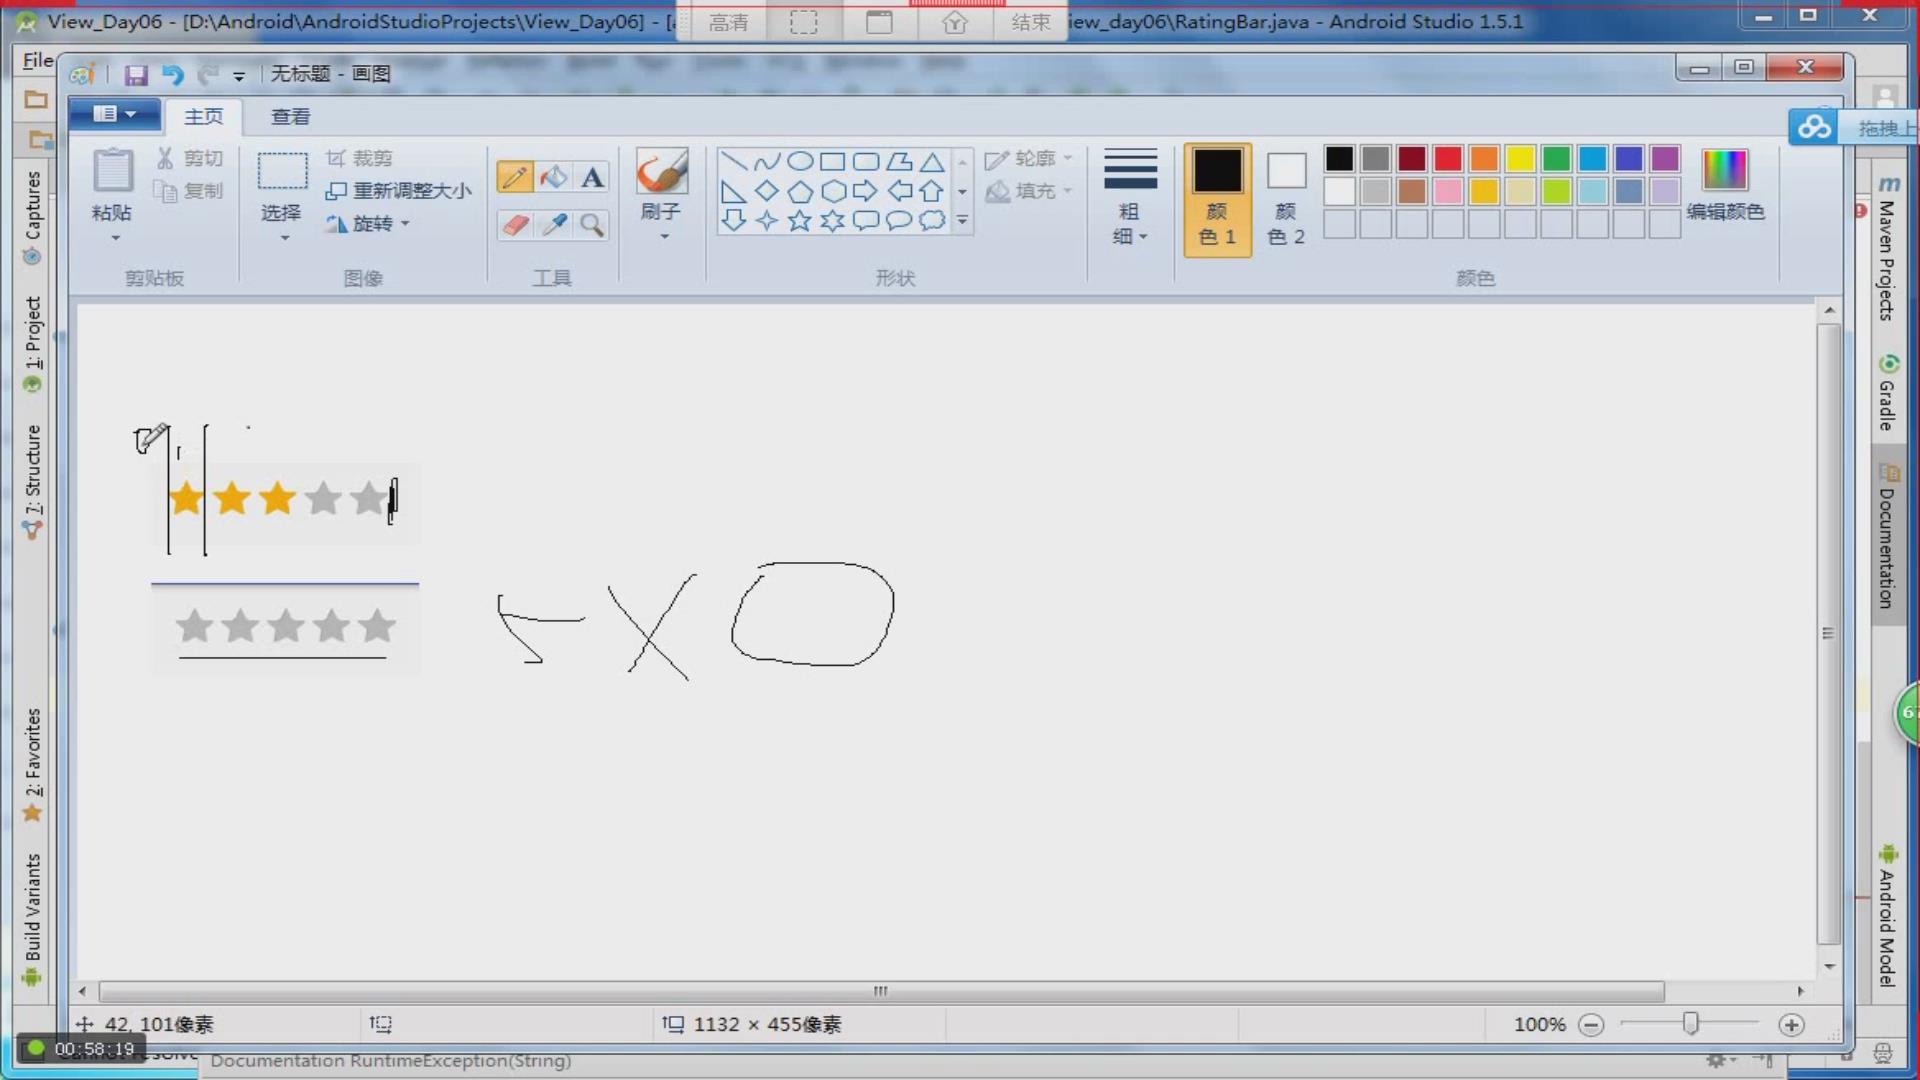 View_Day06 - [D:\Android\AndroidStudioProjects\View_Day06] - [
高清
结束
iew_day06\RatingBar.java - Android Studio 1.5.1
File
无标题 - 画图
主页
查看
拖拽上
粘贴
剪切
复制
剪贴板
选择
裁剪
重新调整大小
旋转
图像
A
工具
刷子
轮廓
填充
形状
粗
细
颜
色 1
颜
色 2
编辑颜色
颜色
Captures
1: Project
7: Structure
2: Favorites
Build Variants
m
Maven Projects
Gradle
Documentation
Android Model
5 X
6
42, 101像素
1132 × 455像素
100%
00:58:19
Documentation RuntimeException(String)